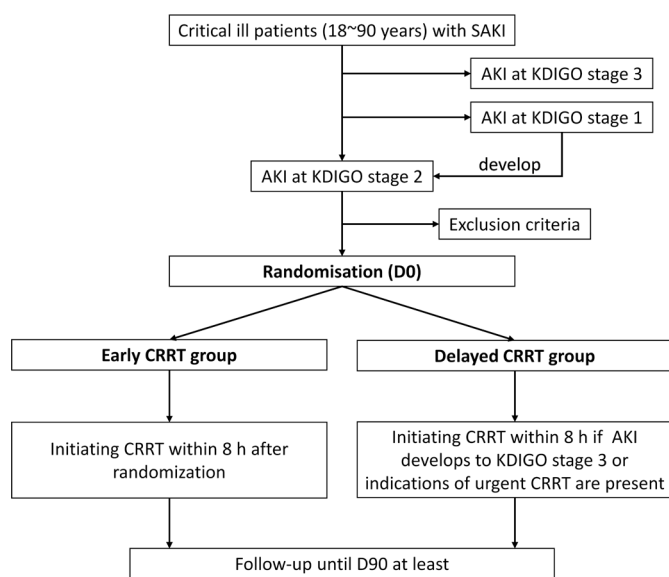 Critical ill patients (18~90 years) with SAKI
AKI at KDIGO stage 3
AKI at KDIGO stage 1
develop
AKI at KDIGO stage 2
Exclusion criteria
Randomisation (D0)
Early CRRT group
Delayed CRRT group
Initiating CRRT within 8 h after
randomization
Initiating CRRT within 8 h if AKI
develops to KDIGO stage 3 or
indications of urgent CRRT are present
Follow-up until D90 at least